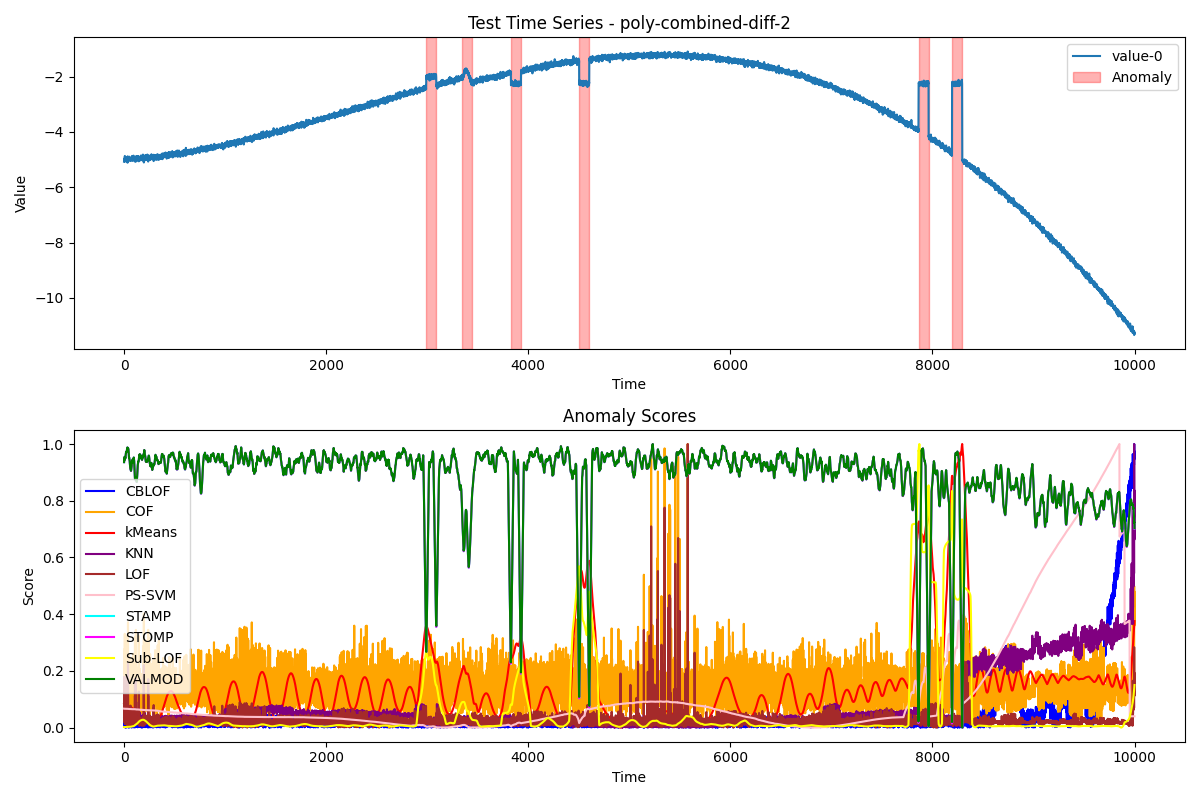 Test Time Series - poly-combined-diff-2
Value
−2
−4
−6
−8
−10
value-0
Anomaly
0 2000 4000 6000 8000 10000
Time
Anomaly Scores
Score
1.0
0.8
0.6
0.4
0.2
0.0
CBLOF
COF
kMeans
KNN
LOF
PS-SVM
STAMP
STOMP
Sub-LOF
VALMOD
0 2000 4000 6000 8000 10000
Time